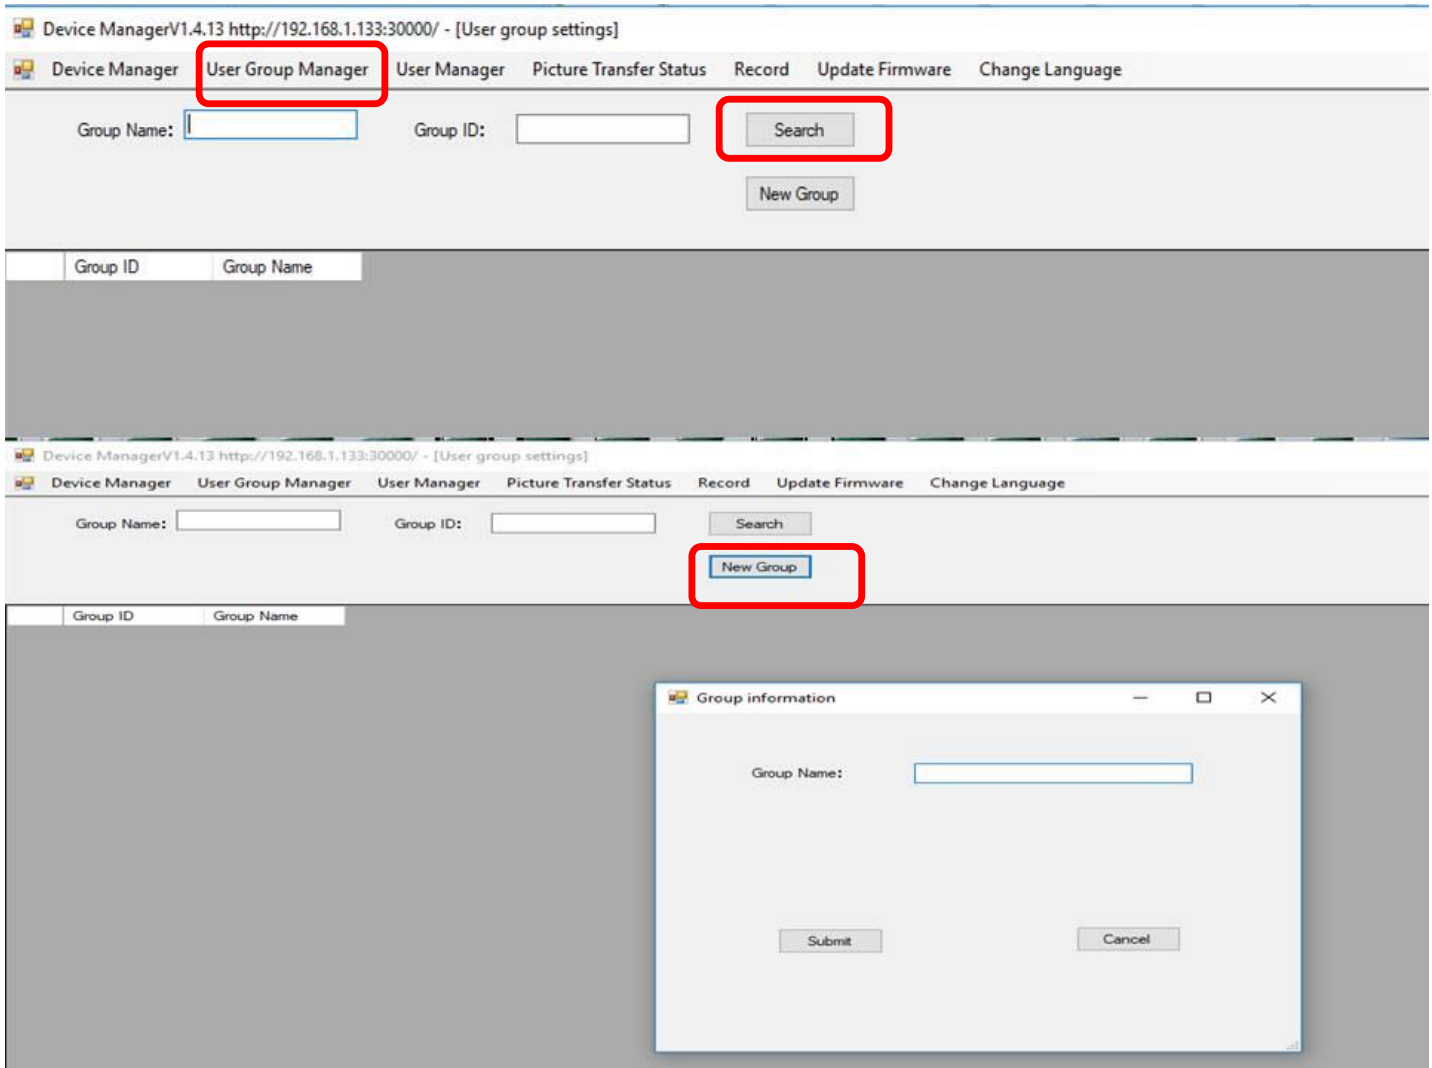 Device ManagerV1.4.13 http://192.168.1.133:30000/ - [User group settings]
Device Manager User Group Manager User Manager Picture Transfer Status Record Update Firmware Change Language
Group Name: Group ID: Search
New Group
Group ID Group Name
Device ManagerV1.4.13 http://192.168.1.133:30000/ - [User group settings]
Device Manager User Group Manager User Manager Picture Transfer Status Record Update Firmware Change Language
Group Name: Group ID: Search
New Group
Group ID Group Name
Group information
Group Name:
Submit Cancel